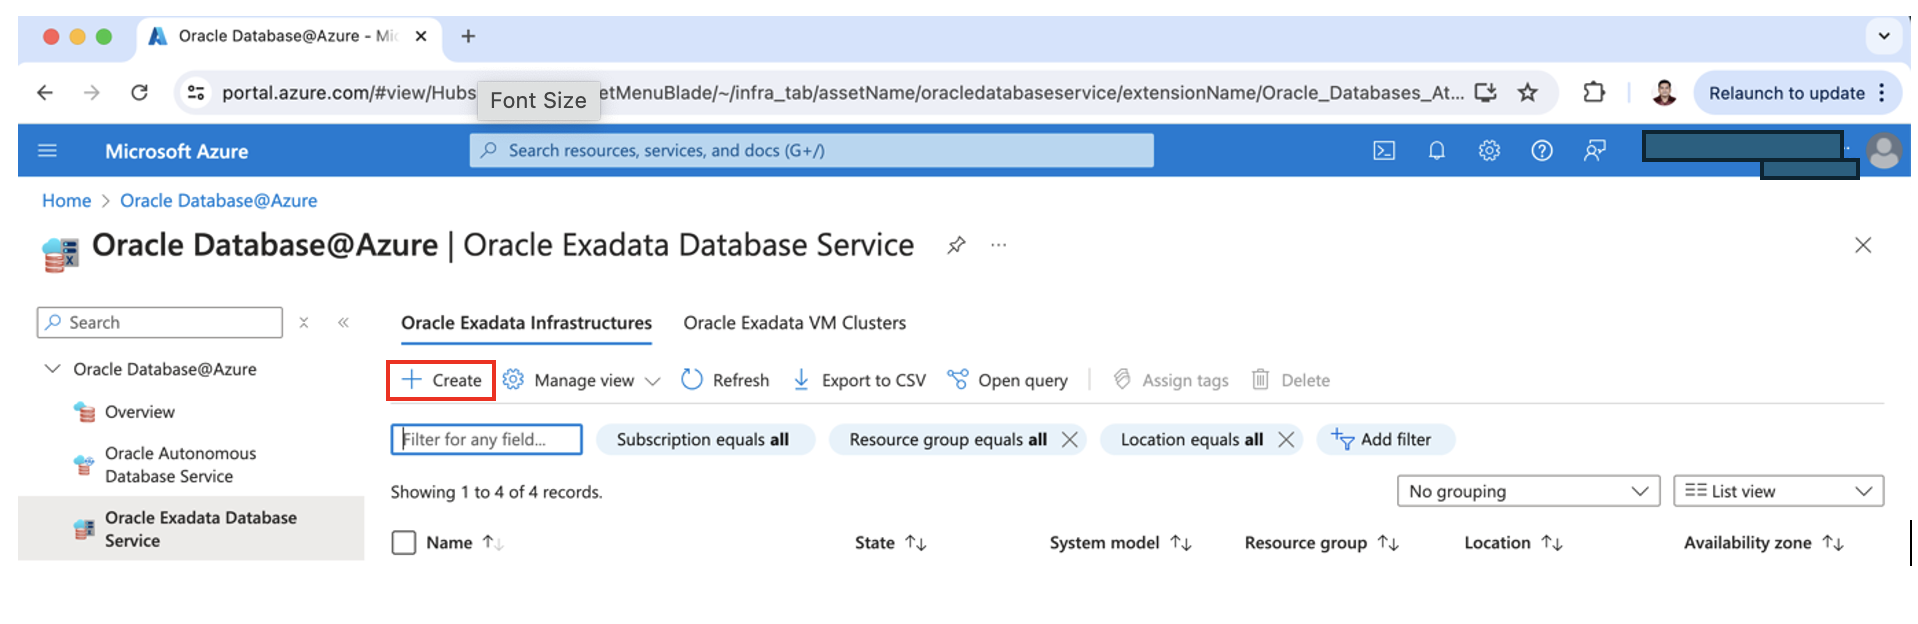 Oracle Database@Azure - Mi
portal.azure.com/#view/Hubs
Font Size
etMenuBlade/~/infra_tab/assetName/oracledatabaseservice/extensionName/Oracle_Databases_At...
Relaunch to update
Microsoft Azure
Search resources, services, and docs (G+/)
Home > Oracle Database@Azure
Oracle Database@Azure | Oracle Exadata Database Service
Search
Oracle Database@Azure
Overview
Oracle Autonomous
Database Service
Oracle Exadata Database
Service
Oracle Exadata Infrastructures
Oracle Exadata VM Clusters
Create
Manage view
Refresh
Export to CSV
Open query
Assign tags
Delete
Filter for any field...
Subscription equals all
Resource group equals all
Location equals all
Add filter
Showing 1 to 4 of 4 records.
No grouping
List view
Name
State
System model
Resource group
Location
Availability zone